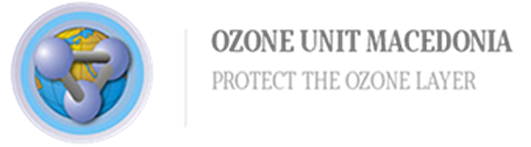 OZONE UNIT MACEDONIA
PROTECT THE OZONE LAYER